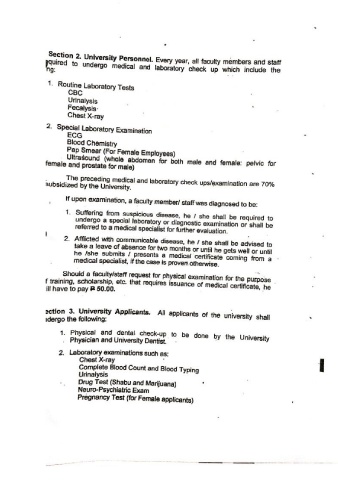 Section 2. University Personnel. Every year, all faculty members and staff
required to undergo medical and laboratory check up which include the
ng:
1. Routine Laboratory Tests
CBC
Urinalysis
Fecalysis
Chest X-ray
2. Special Laboratory Examination
ECG
Blood Chemistry
Pap Smear (For Female Employees)
Ultrasound (whole abdomen for both male and female: pelvic for
female and prostate for male)
The preceding medical and laboratory check ups/examination are 70%
subsidized by the University.
If upon examination, a faculty member/ staff was diagnosed to be:
1. Suffering from suspicious disease, he / she shall be required to
undergo a special laboratory or diagnostic examination or shall be
referred to a medical specialist for further evaluation.
2. Afflicted with communicable disease, he / she shall be advised to
take a leave of absence for two months or until he gets well or until
he /she submits / presents a medical certificate coming from a
medical specialist, if the case is proven otherwise.
Should a faculty/staff request for physical examination for the purpose
f training, scholarship, etc. that requires issuance of medical certificate, he
ill have to pay ₱ 50.00.
ection 3. University Applicants. All applicants of the university shall
ndergo the following:
1. Physical and dental check-up to be done by the University
Physician and University Dentist.
2. Laboratory examinations such as:
Chest X-ray
Complete Blood Count and Blood Typing
Urinalysis
Drug Test (Shabu and Marijuana)
Neuro-Psychiatric Exam
Pregnancy Test (for Female applicants)